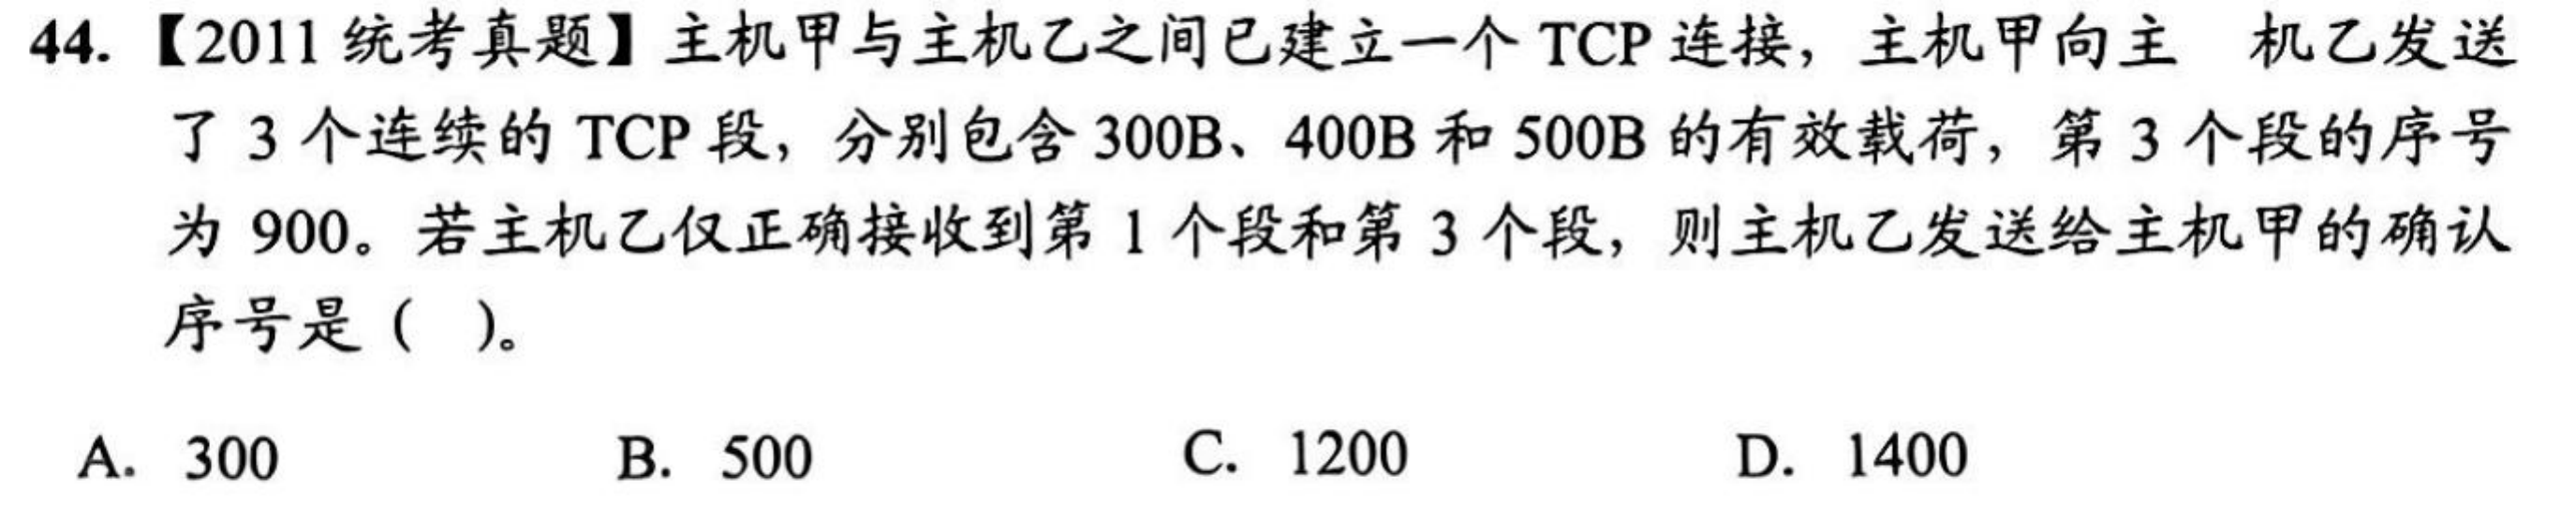 44.【2011 统考真题】主机甲与主机乙之间已建立一个 TCP 连接，主机甲向主 机乙发送
了 3 个连续的 TCP 段，分别包含 300B、400B 和 500B 的有效载荷，第 3 个段的序号
为 900。若主机乙仅正确接收到第 1 个段和第 3 个段，则主机乙发送给主机甲的确认
序号是（ ）。
A. 300 B. 500 C. 1200 D. 1400